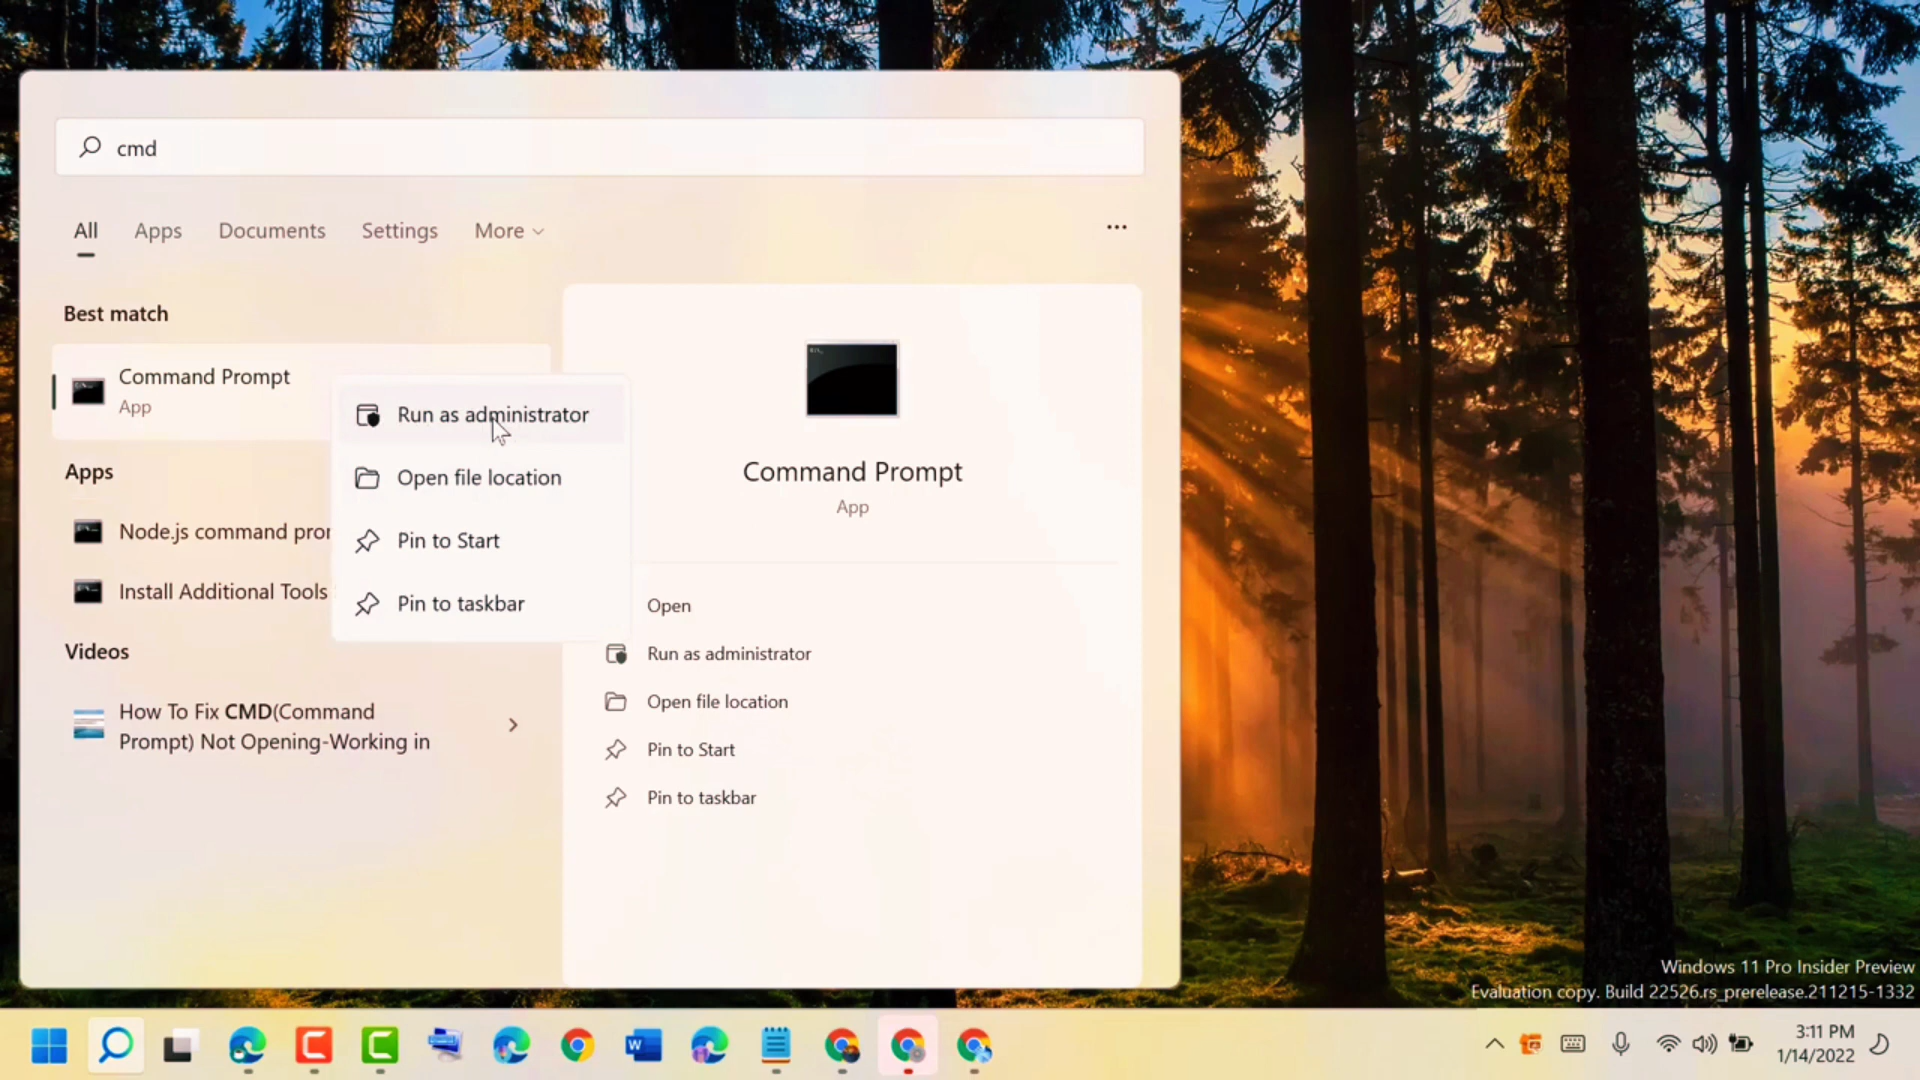 cmd
All Apps Documents Settings More
Best match
Command Prompt
App
Run as administrator
Open file location
Pin to Start
Pin to taskbar
Apps
Node.js command pror
Install Additional Tools
Videos
How To Fix CMD(Command
Prompt) Not Opening-Working in
Command Prompt
App
Open
Run as administrator
Open file location
Pin to Start
Pin to taskbar
Windows 11 Pro Insider Preview
Evaluation copy. Build 22526.rs_prerelease.211215-1332
3:11 PM
1/14/2022